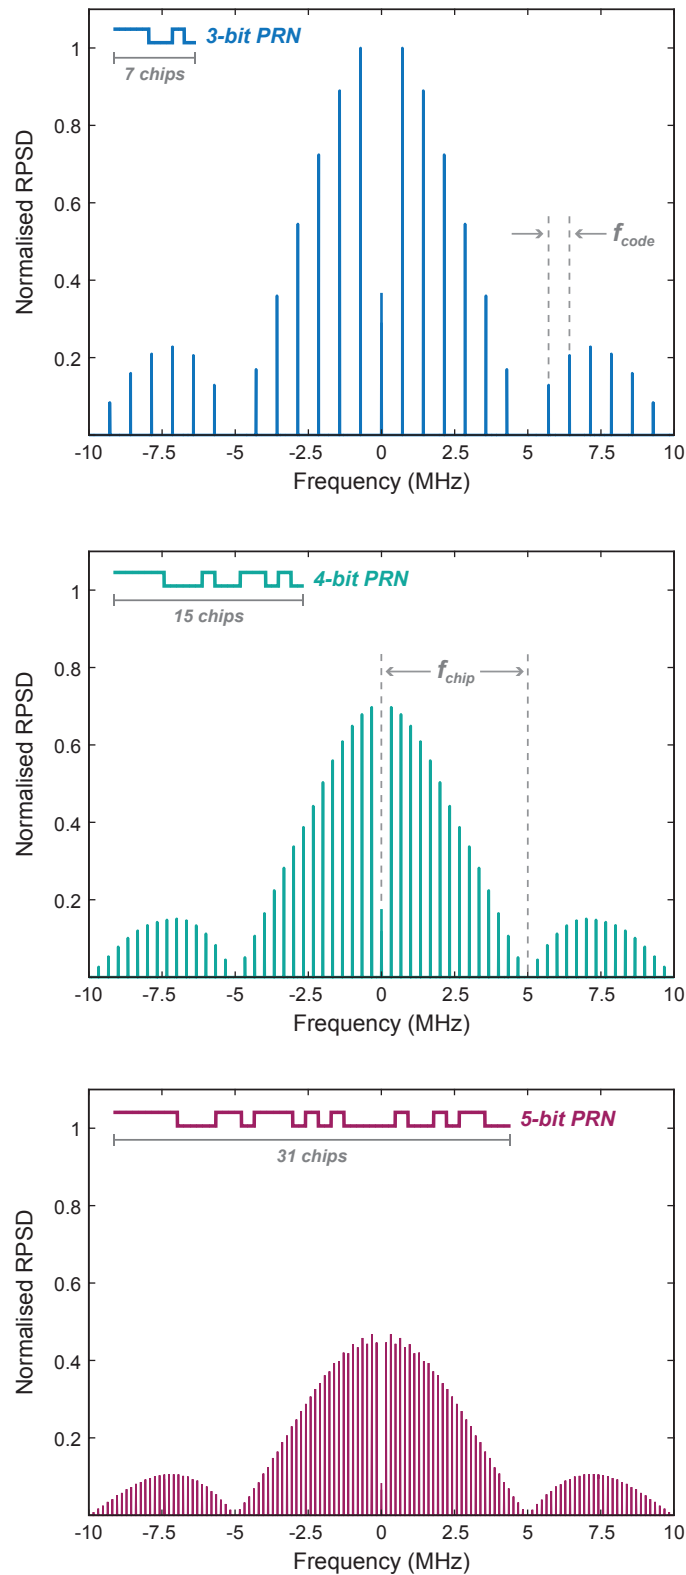 3-bit PRN
7 chips
1
0.8
0.6
0.4
0.2
Normalised RPSD
f_code
-10 -7.5 -5 -2.5 0 2.5 5 7.5 10
Frequency (MHz)
4-bit PRN
15 chips
1
0.8
0.6
0.4
0.2
Normalised RPSD
f_chip
-10 -7.5 -5 -2.5 0 2.5 5 7.5 10
Frequency (MHz)
5-bit PRN
31 chips
1
0.8
0.6
0.4
0.2
Normalised RPSD
-10 -7.5 -5 -2.5 0 2.5 5 7.5 10
Frequency (MHz)